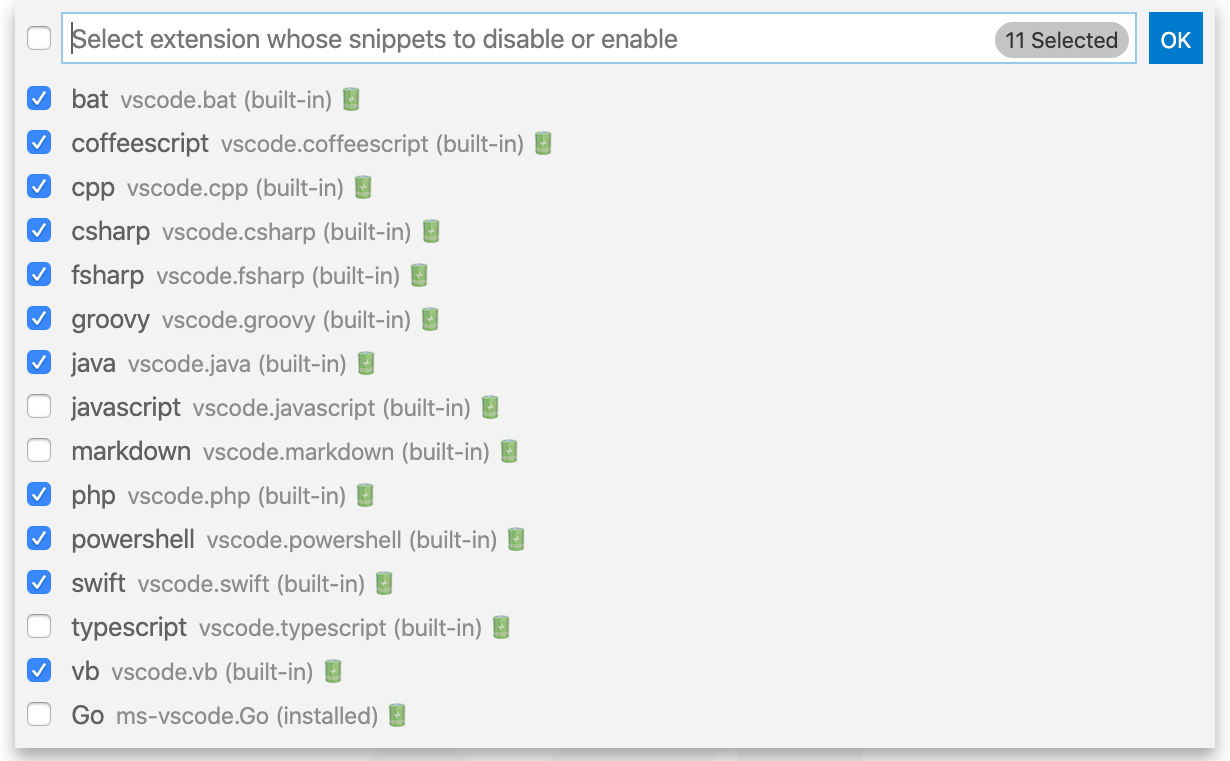 Select extension whose snippets to disable or enable 11 Selected OK
bat vscode.bat (built-in)
coffeescript vscode.coffeescript (built-in)
cpp vscode.cpp (built-in)
csharp vscode.csharp (built-in)
fsharp vscode.fsharp (built-in)
groovy vscode.groovy (built-in)
java vscode.java (built-in)
javascript vscode.javascript (built-in)
markdown vscode.markdown (built-in)
php vscode.php (built-in)
powershell vscode.powershell (built-in)
swift vscode.swift (built-in)
typescript vscode.typescript (built-in)
vb vscode.vb (built-in)
Go ms-vscode.Go (installed)